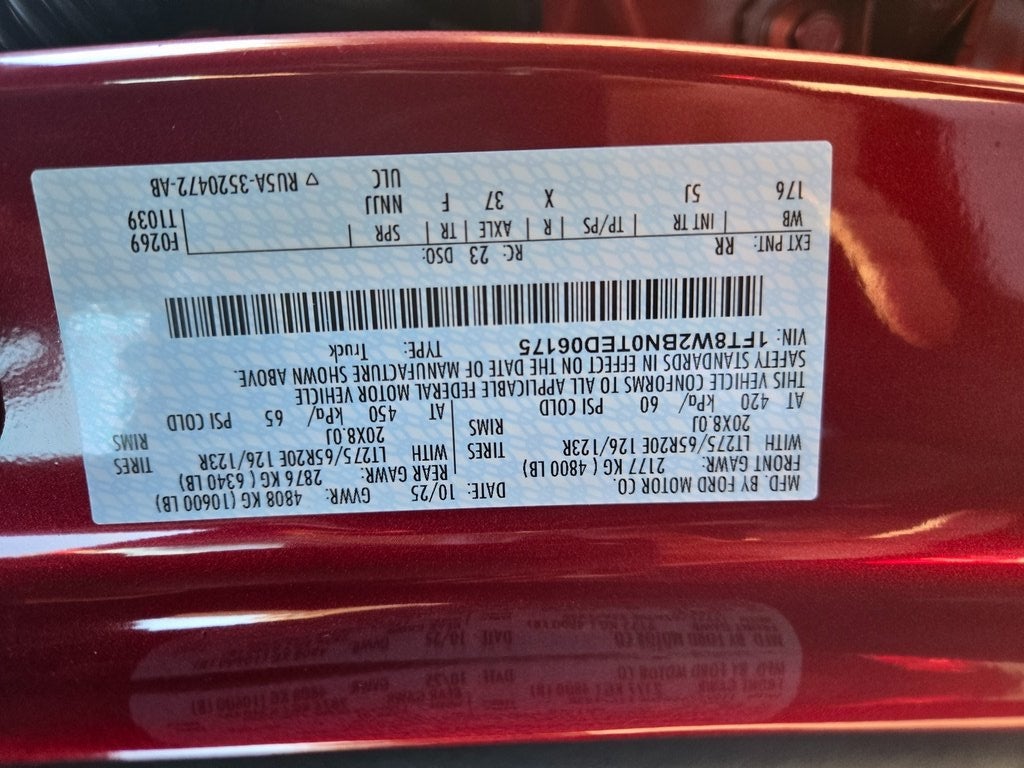 MFD. BY FORD MOTOR CO.
DATE: 10/25 GVWR: 4808 KG (10600 LB)
FRONT GAWR: 2177 KG ( 4800 LB) REAR GAWR: 2876 KG ( 6340 LB)
WITH LT275/65R20E 126/123R TIRES WITH LT275/65R20E 126/123R TIRES
20X8.0J RIMS 20X8.0J RIMS
AT 420 kPa/ 60 PSI COLD AT 450 kPa/ 65 PSI COLD
THIS VEHICLE CONFORMS TO ALL APPLICABLE FEDERAL MOTOR VEHICLE
SAFETY STANDARDS IN EFFECT ON THE DATE OF MANUFACTURE SHOWN ABOVE.
VIN: 1FT8W2BN0TED06175 TYPE: Truck
EXT PNT: RR RC: 23 DSO: F0269
WB | INT TR | TP/PS | R | AXLE | TR | SPR | T1039
176 5J X 37 F NNJJ
ULC ▽ RU5A-3520472-AB